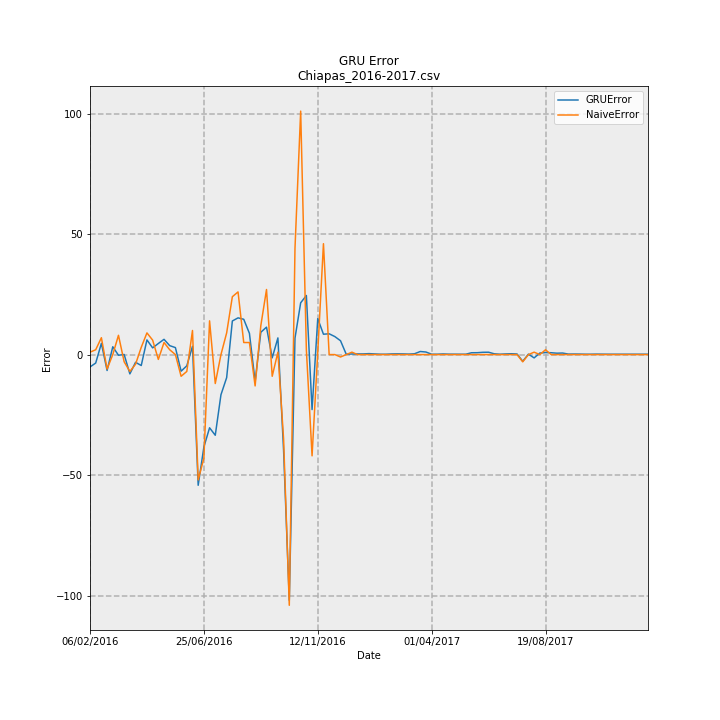 GRU Error
Chiapas_2016-2017.csv
GRUError
NaiveError
100
50
0
−50
−100
Error
06/02/2016
25/06/2016
12/11/2016
01/04/2017
19/08/2017
Date